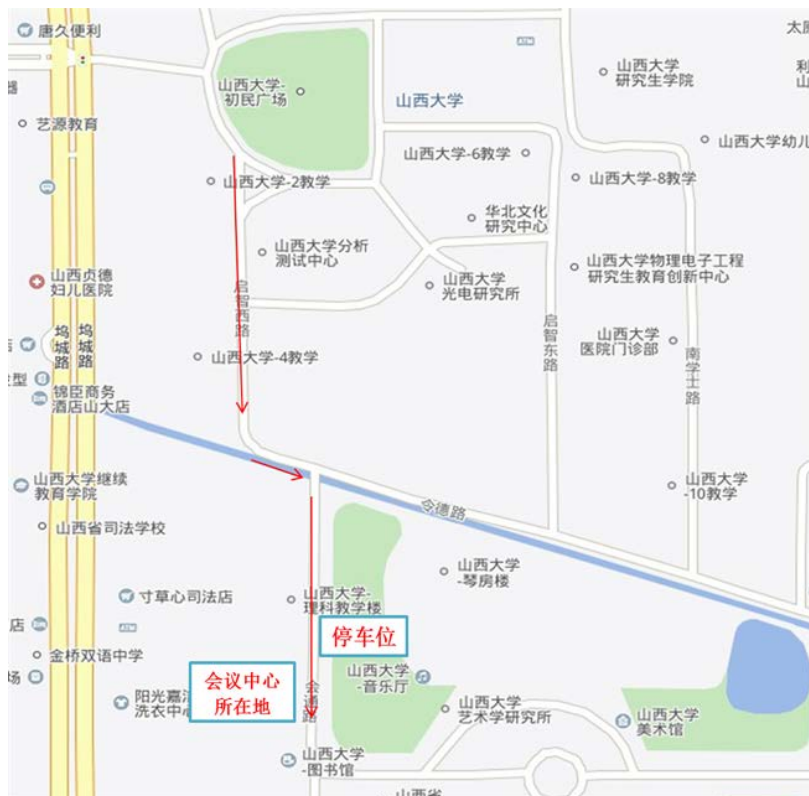 唐久便利
太原
山西大学-
初民广场
山西大学
山西大学
研究生学院
艺源教育
山西大学-6教学
山西大学幼儿
山西大学-2教学
山西大学-8教学
华北文化
研究中心
山西大学分析
测试中心
山西大学物理电子工程
研究生教育创新中心
山西贞德
妇儿医院
山西大学
光电研究所
启智西路
启智东路
坞城路
坞城路
山西大学
医院门诊部
南学士路
山西大学-4教学
锦臣商务
酒店山大店
山西大学继续
教育学院
山西大学
-10教学
令德路
山西省司法学校
山西大学
-琴房楼
寸草心司法店
山西大学-
理科教学楼
停车位
金桥双语中学
会议中心
所在地
山西大学
-音乐厅
会通路
阳光嘉洁
洗衣中心
山西大学
艺术学研究所
山西大学
美术馆
山西大学
-图书馆
山西省